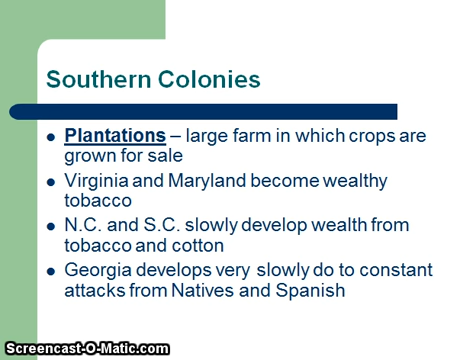 Southern Colonies
Plantations – large farm in which crops are
grown for sale
Virginia and Maryland become wealthy
tobacco
N.C. and S.C. slowly develop wealth from
tobacco and cotton
Georgia develops very slowly do to constant
attacks from Natives and Spanish
Screencast-O-Matic.com